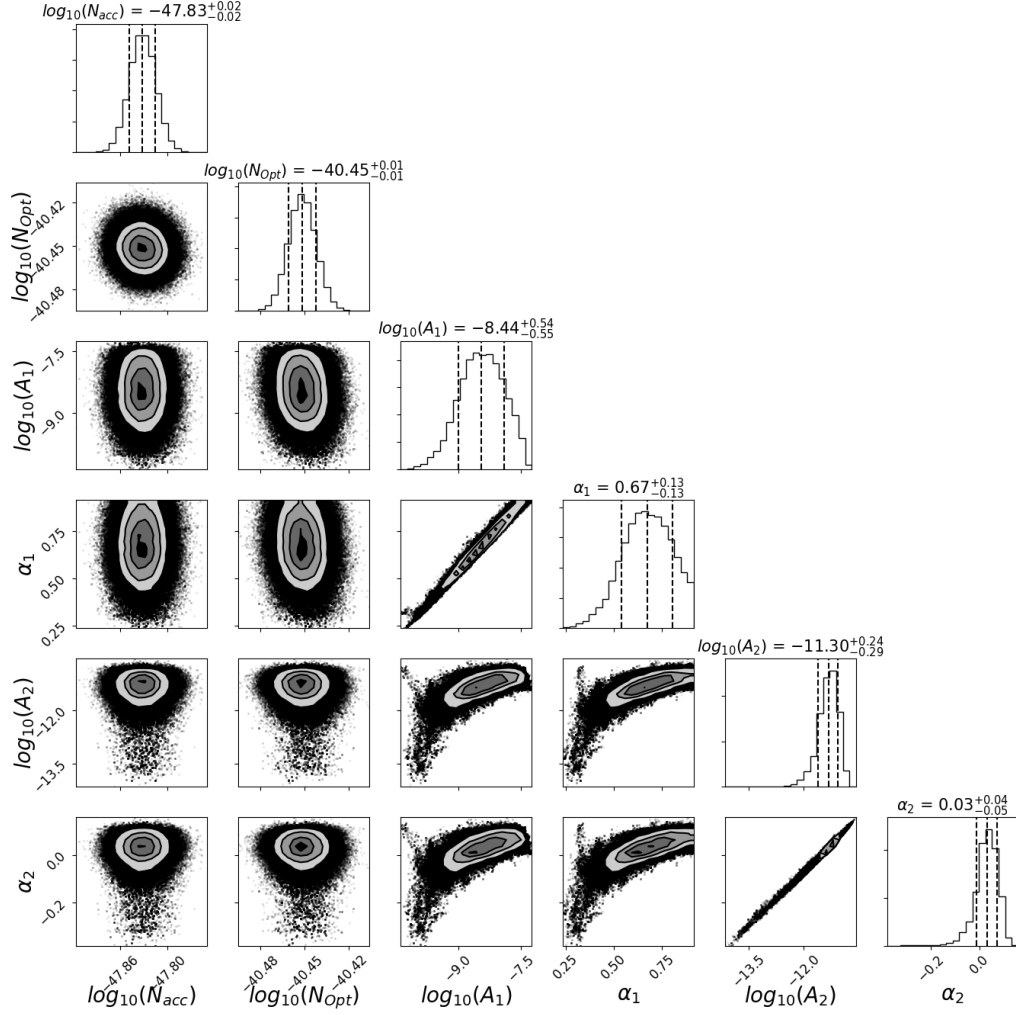 log₁₀(N_acc) = −47.83 +0.02 −0.02
log₁₀(N_Opt) = −40.45 +0.01 −0.01
log₁₀(N_Opt)
−40.42
−40.45
−40.48
log₁₀(A₁) = −8.44 +0.54 −0.55
log₁₀(A₁)
−7.5
−9.0
α₁ = 0.67 +0.13 −0.13
α₁
0.75
0.50
0.25
log₁₀(A₂) = −11.30 +0.24 −0.29
log₁₀(A₂)
−12.0
−13.5
α₂ = 0.03 +0.04 −0.05
α₂
0.0
−0.2
−47.86 −47.80 −40.48 −40.45 −40.42 −9.0 −7.5 0.25 0.50 0.75 −13.5 −12.0 −0.2 0.0
log₁₀(N_acc) log₁₀(N_Opt) log₁₀(A₁) α₁ log₁₀(A₂) α₂